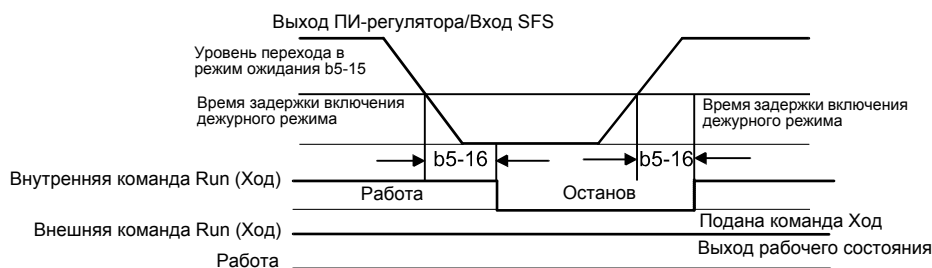 Выход ПИ-регулятора/Вход SFS
Уровень перехода в
режим ожидания b5-15
Время задержки включения
дежурного режима
Время задержки включения
дежурного режима
b5-16
b5-16
Внутренняя команда Run (Ход)
Работа
Останов
Подана команда Ход
Внешняя команда Run (Ход)
Выход рабочего состояния
Работа